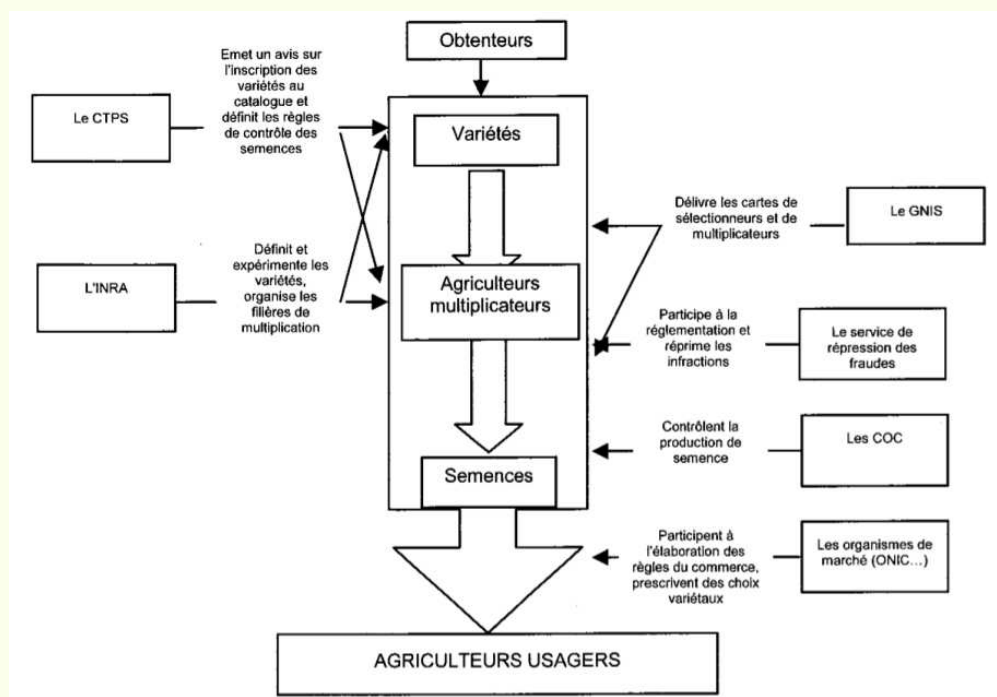 Obtenteurs
Emet un avis sur
l'inscription des
variétés au
catalogue et
définit les règles
de contrôle des
semences
Le CTPS
Variétés
Délivre les cartes de
sélectionneurs et de
multiplicateurs
Le GNIS
Définit et
expérimente les
variétés,
organise les
filières de
multiplication
L'INRA
Agriculteurs
multiplicateurs
Participe à la
réglementation et
réprime les
infractions
Le service de
répression des
fraudes
Contrôlent la
production de
semence
Les COC
Semences
Participent à
l'élaboration des
règles du commerce,
prescrivent des choix
variétaux
Les organismes de
marché (ONIC...)
AGRICULTEURS USAGERS